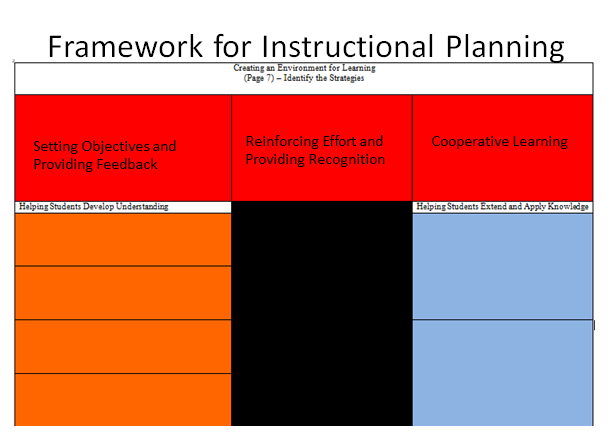 Framework for Instructional Planning
Creating an Environment for Learning
(Page 7) – Identify the Strategies
Setting Objectives and
Providing Feedback
Reinforcing Effort and
Providing Recognition
Cooperative Learning
Helping Students Develop Understanding
Helping Students Extend and Apply Knowledge